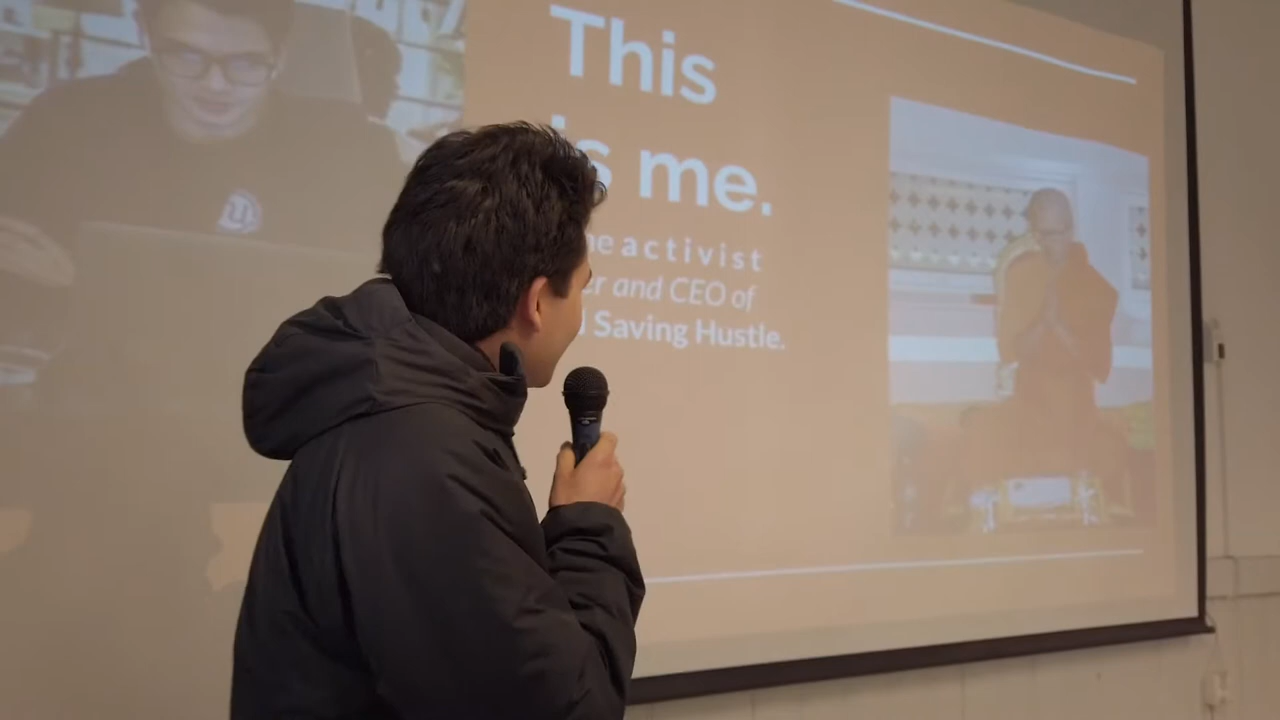 This
is me.
activist
and CEO of
Saving Hustle.